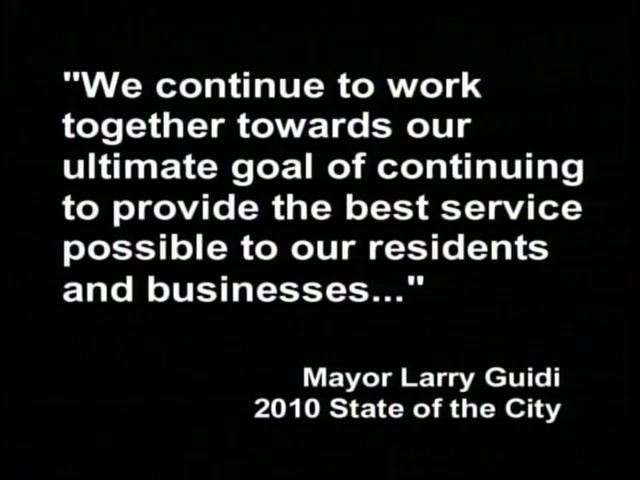 "We continue to work
together towards our
ultimate goal of continuing
to provide the best service
possible to our residents
and businesses..."
Mayor Larry Guidi
2010 State of the City